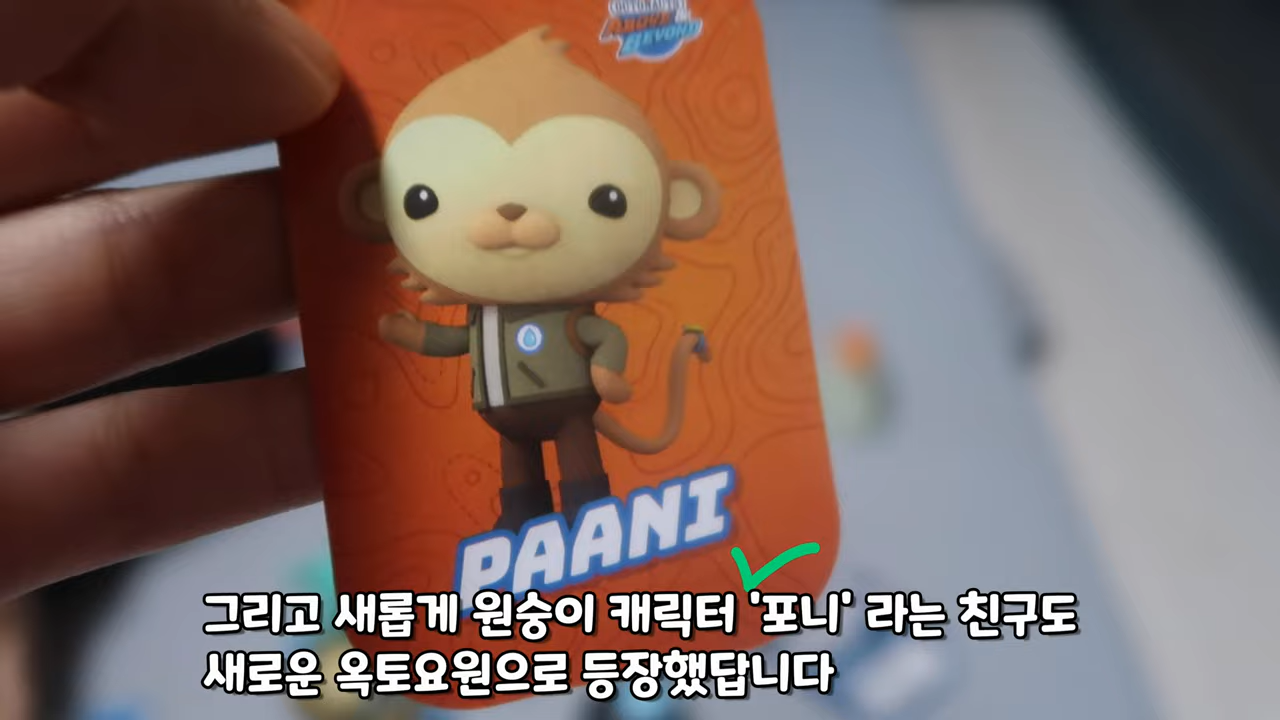 OCTONAUTS
ABOVE &
BEYOND
PAANI
그리고 새롭게 원숭이 캐릭터 '포니' 라는 친구도
새로운 옥토요원으로 등장했답니다